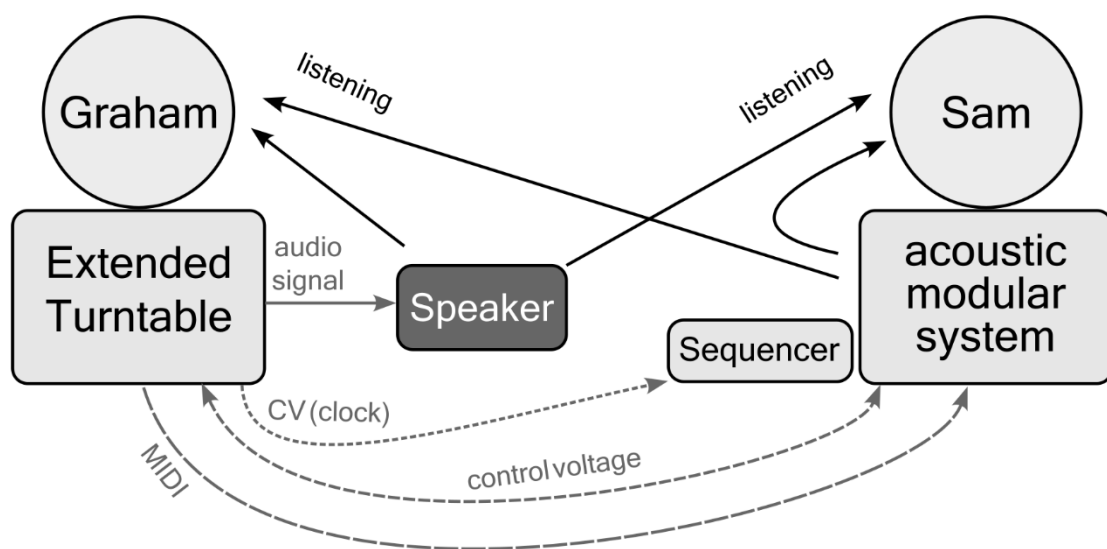 Graham
listening
listening
Sam
Extended
Turntable
audio
signal
Speaker
Sequencer
acoustic
modular
system
CV (clock)
MIDI
control voltage